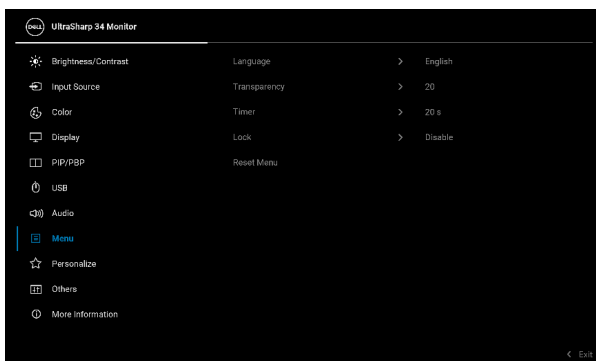 DELL UltraSharp 34 Monitor
Brightness/Contrast Language > English
Input Source Transparency > 20
Color Timer > 20 s
Display Lock > Disable
PIP/PBP Reset Menu
USB
Audio
Menu
Personalize
Others
More Information
< Exit